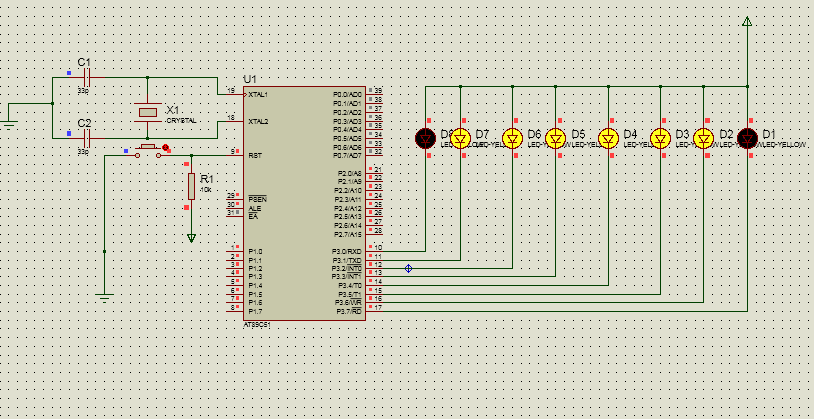 C1
33p
X1
CRYSTAL
C2
33p
R1
10k
U1
19 XTAL1
18 XTAL2
9 RST
29 PSEN
30 ALE
31 EA
1 P1.0
2 P1.1
3 P1.2
4 P1.3
5 P1.4
6 P1.5
7 P1.6
8 P1.7
P0.0/AD0 39
P0.1/AD1 38
P0.2/AD2 37
P0.3/AD3 36
P0.4/AD4 35
P0.5/AD5 34
P0.6/AD6 33
P0.7/AD7 32
P2.0/A8 21
P2.1/A9 22
P2.2/A10 23
P2.3/A11 24
P2.4/A12 25
P2.5/A13 26
P2.6/A14 27
P2.7/A15 28
P3.0/RXD 10
P3.1/TXD 11
P3.2/INT0 12
P3.3/INT1 13
P3.4/T0 14
P3.5/T1 15
P3.6/WR 16
P3.7/RD 17
AT89C51
D8 D7 D6 D5 D4 D3 D2 D1
LED-YELLOW